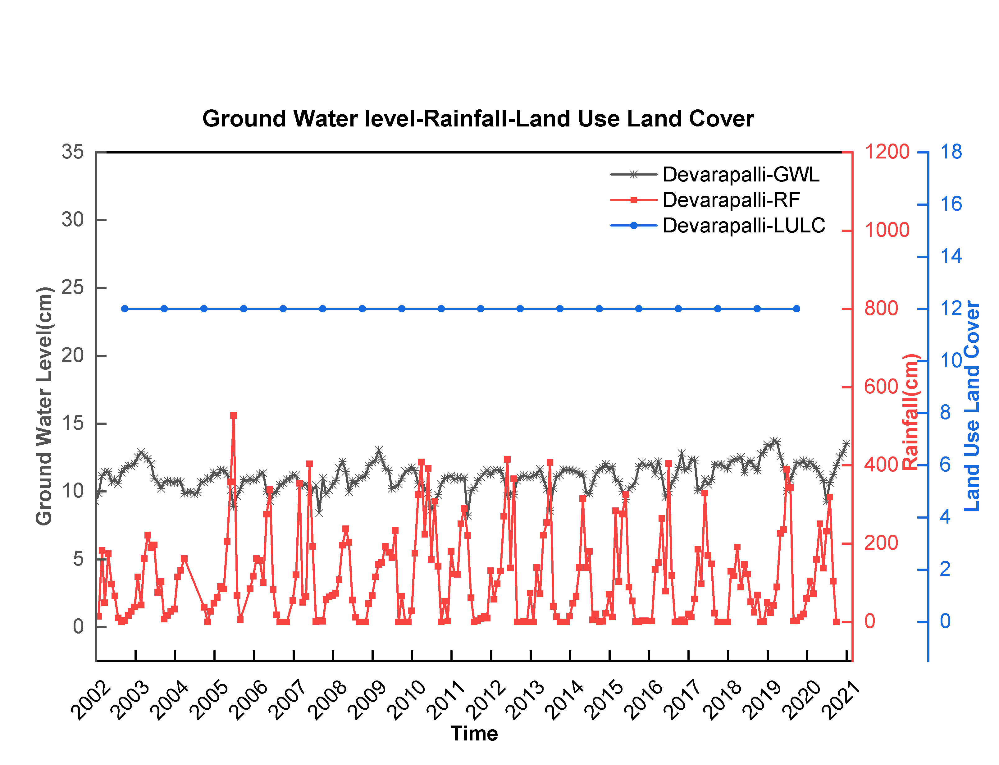 Ground Water level-Rainfall-Land Use Land Cover
Devarapalli-GWL
Devarapalli-RF
Devarapalli-LULC
Ground Water Level(cm)
35
30
25
20
15
10
5
0
1200
1000
800
600
400
200
0
Rainfall(cm)
18
16
14
12
10
8
6
4
2
0
Land Use Land Cover
2002 2003 2004 2005 2006 2007 2008 2009 2010 2011 2012 2013 2014 2015 2016 2017 2018 2019 2020 2021
Time